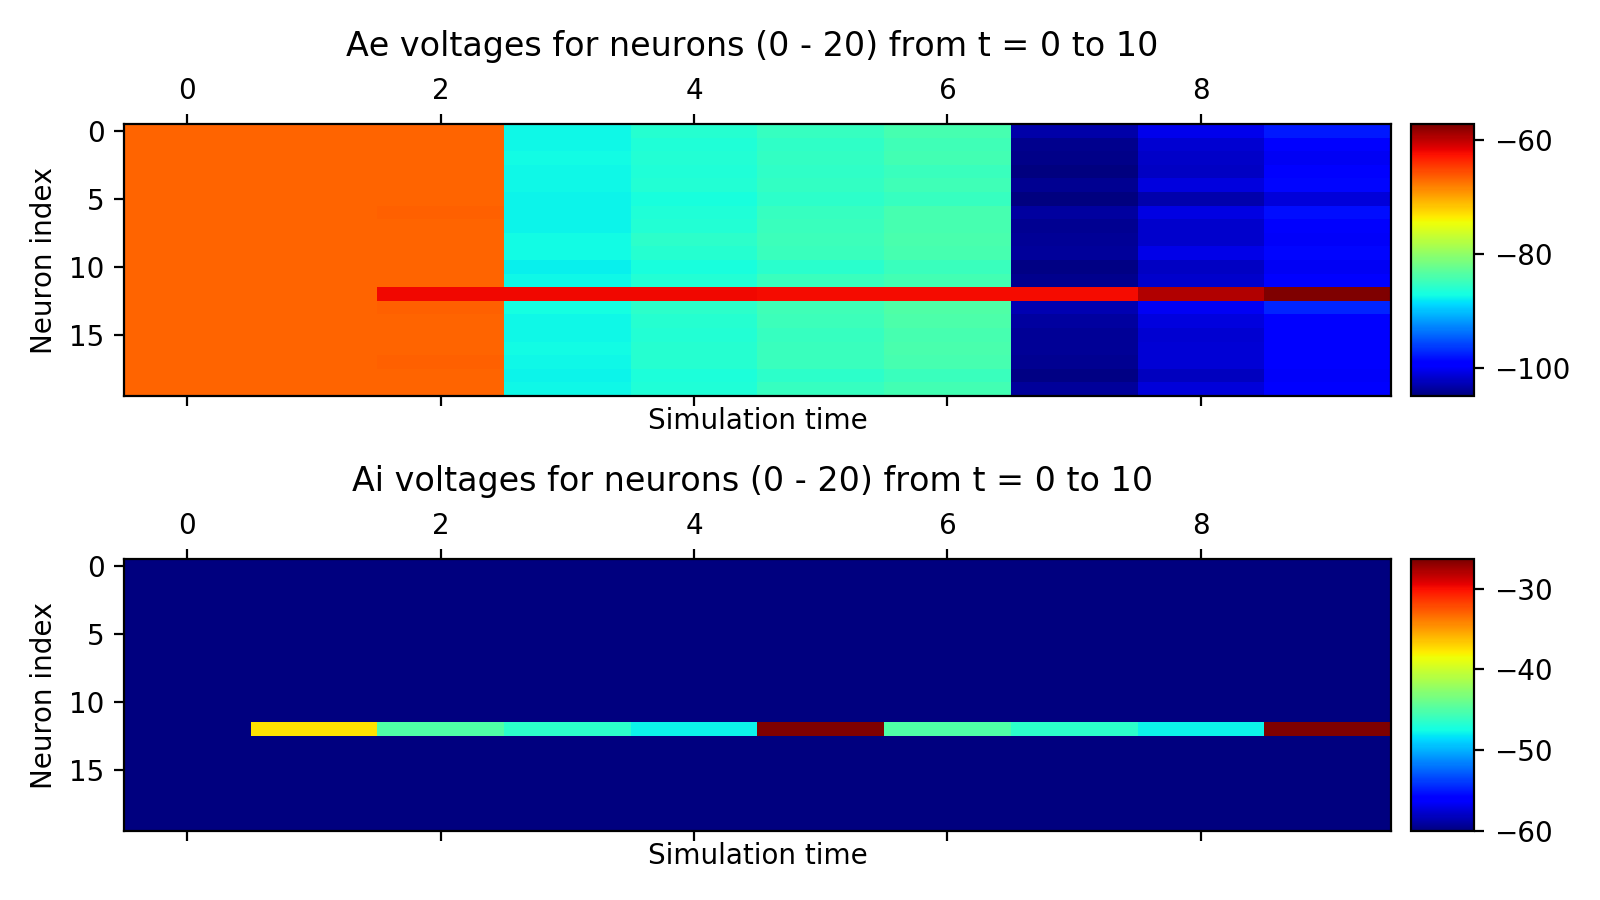 Ae voltages for neurons (0 - 20) from t = 0 to 10
0 2 4 6 8
Neuron index
0
5
10
15
Simulation time
−60
−80
−100
Ai voltages for neurons (0 - 20) from t = 0 to 10
0 2 4 6 8
Neuron index
0
5
10
15
Simulation time
−30
−40
−50
−60